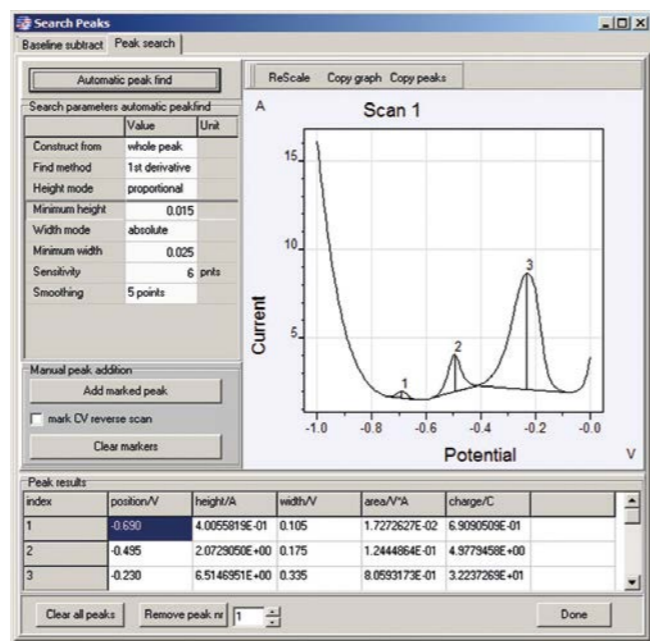 Search Peaks
Baseline subtract Peak search
Automatic peak find
Search parameters automatic peakfind
Value Unit
Construct from whole peak
Find method 1st derivative
Height mode proportional
Minimum height 0.015
Width mode absolute
Minimum width 0.025
Sensitivity 6 pnts
Smoothing 5 points
Manual peak addition
Add marked peak
mark CV reverse scan
Clear markers
ReScale Copy graph Copy peaks
A Scan 1
15
10
5
Current
1
2
3
-1.0 -0.8 -0.6 -0.4 -0.2 -0.0
Potential V
Peak results
index position/V height/A width/V area/V*A charge/C
1 -0.690 4.0055819E-01 0.105 1.7272627E-02 6.9090509E-01
2 -0.495 2.0729050E+00 0.175 1.2444864E-01 4.9779458E+00
3 -0.230 6.5146951E+00 0.335 8.0593173E-01 3.2237269E+01
Clear all peaks Remove peak nr 1 Done